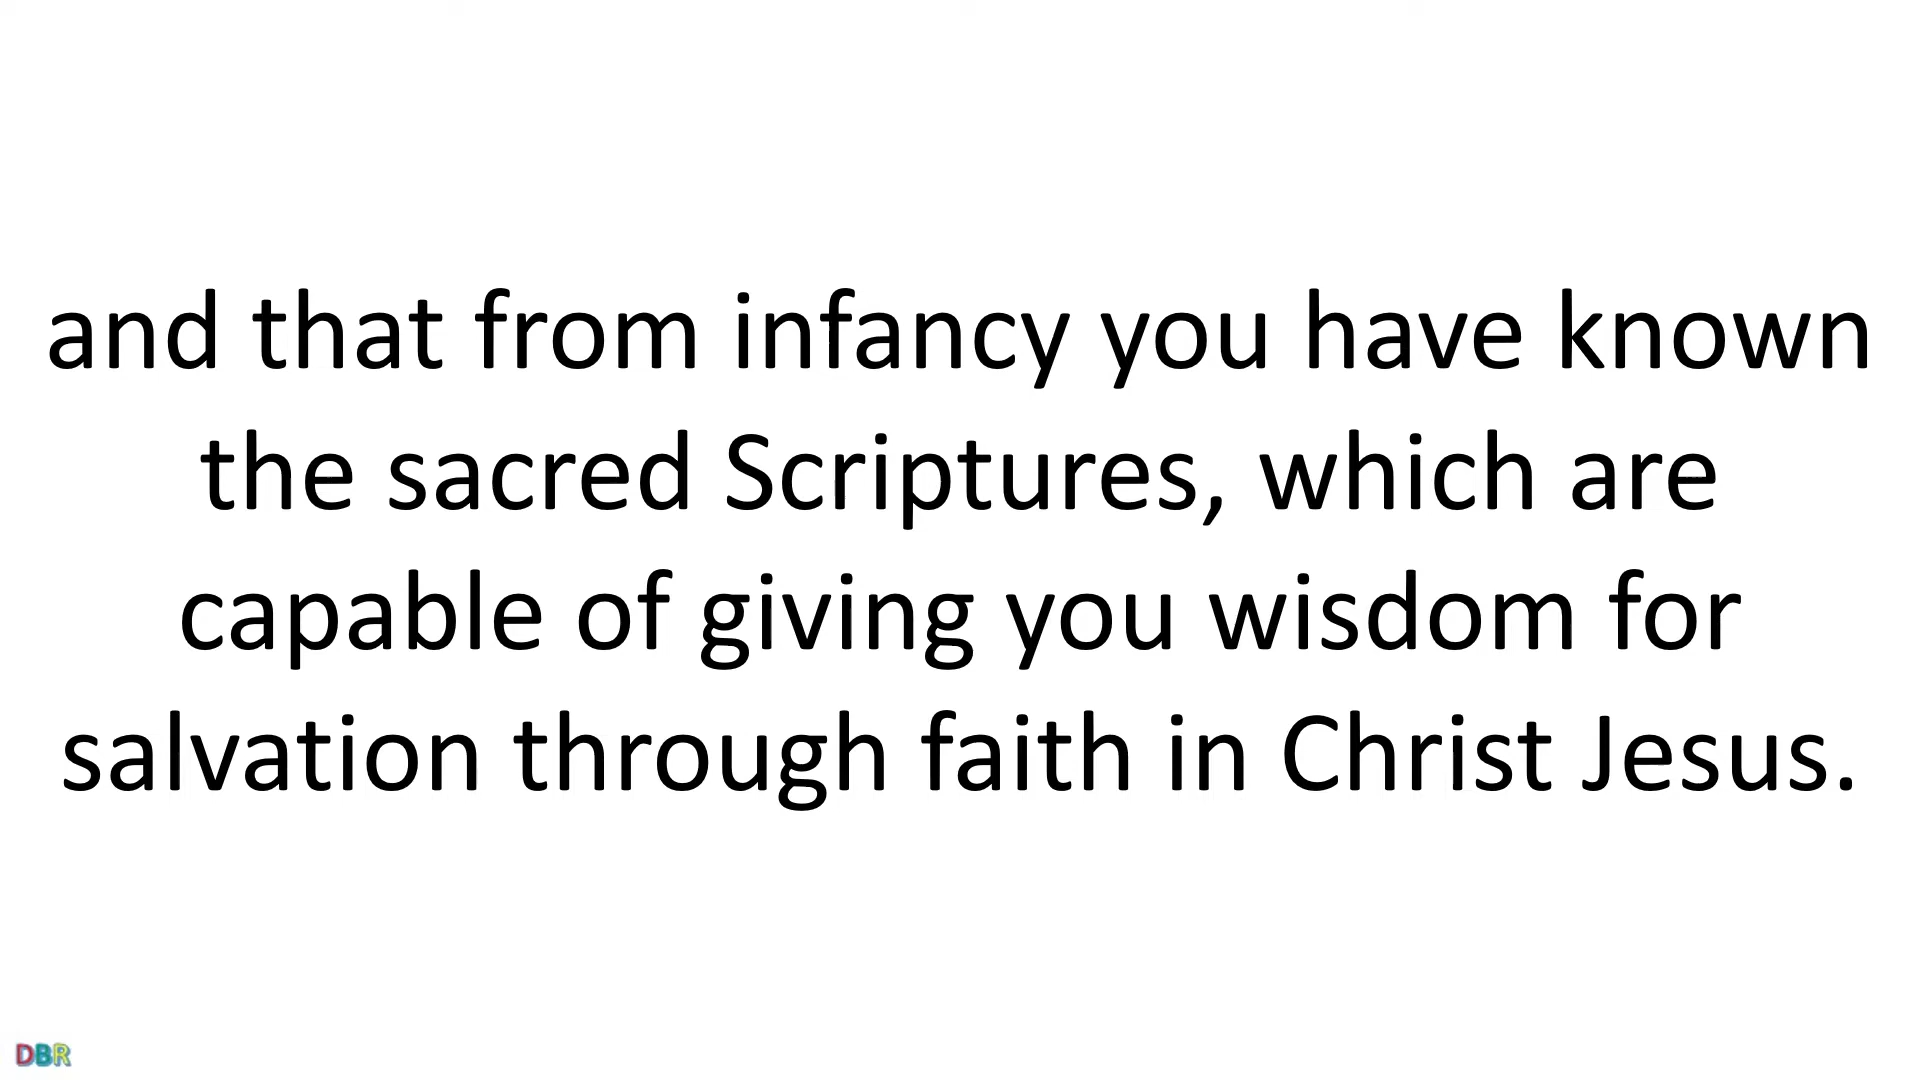 and that from infancy you have known
the sacred Scriptures, which are
capable of giving you wisdom for
salvation through faith in Christ Jesus.
DBR